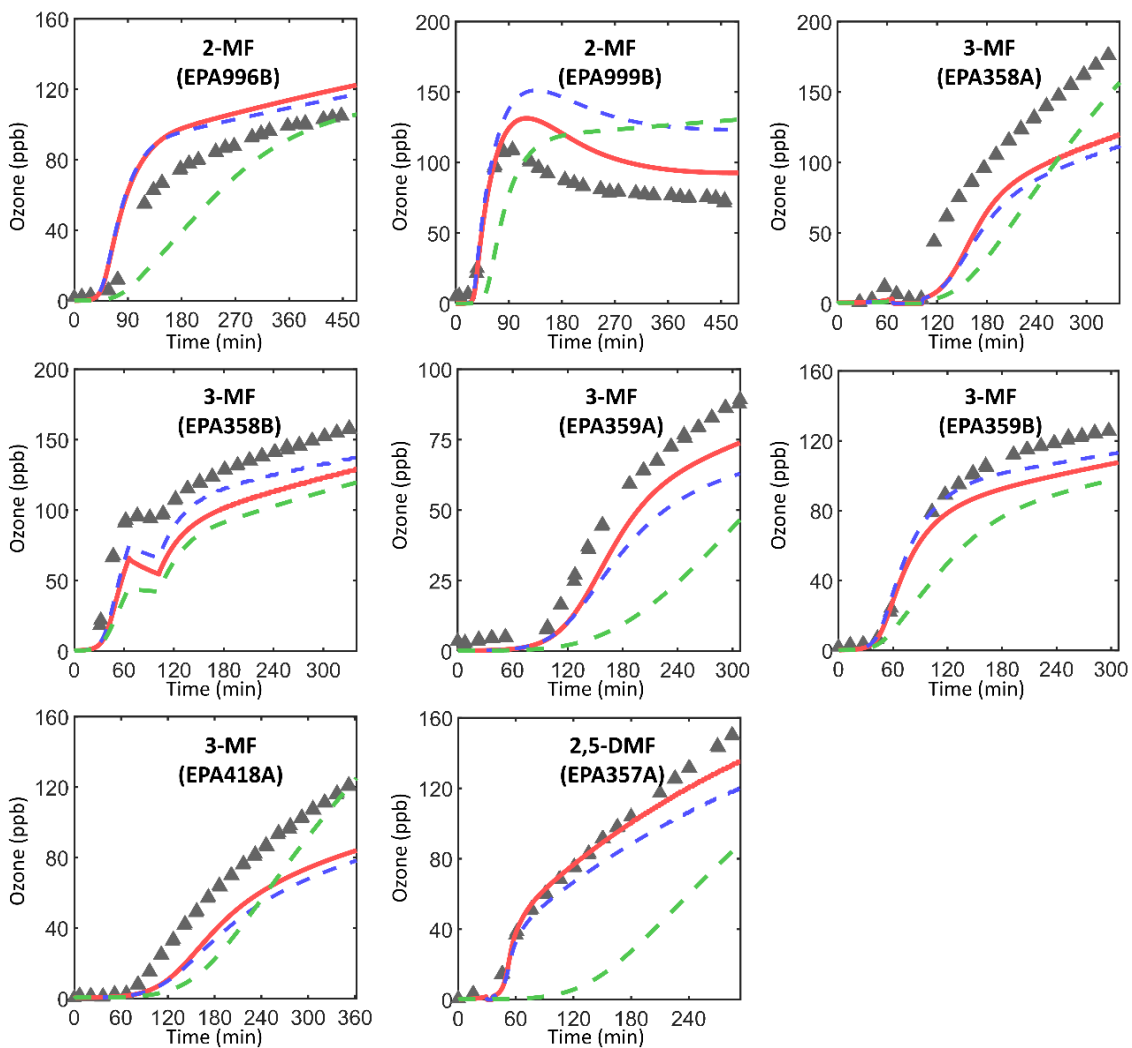 160
120
80
40
0
Ozone (ppb)
2-MF
(EPA996B)
0 90 180 270 360 450
Time (min)
200
150
100
50
0
Ozone (ppb)
2-MF
(EPA999B)
0 90 180 270 360 450
Time (min)
200
150
100
50
0
Ozone (ppb)
3-MF
(EPA358A)
0 60 120 180 240 300
Time (min)
200
150
100
50
0
Ozone (ppb)
3-MF
(EPA358B)
0 60 120 180 240 300
Time (min)
100
75
50
25
0
Ozone (ppb)
3-MF
(EPA359A)
0 60 120 180 240 300
Time (min)
160
120
80
40
0
Ozone (ppb)
3-MF
(EPA359B)
0 60 120 180 240 300
Time (min)
160
120
80
40
0
Ozone (ppb)
3-MF
(EPA418A)
0 60 120 180 240 300 360
Time (min)
160
120
80
40
0
Ozone (ppb)
2,5-DMF
(EPA357A)
0 60 120 180 240
Time (min)